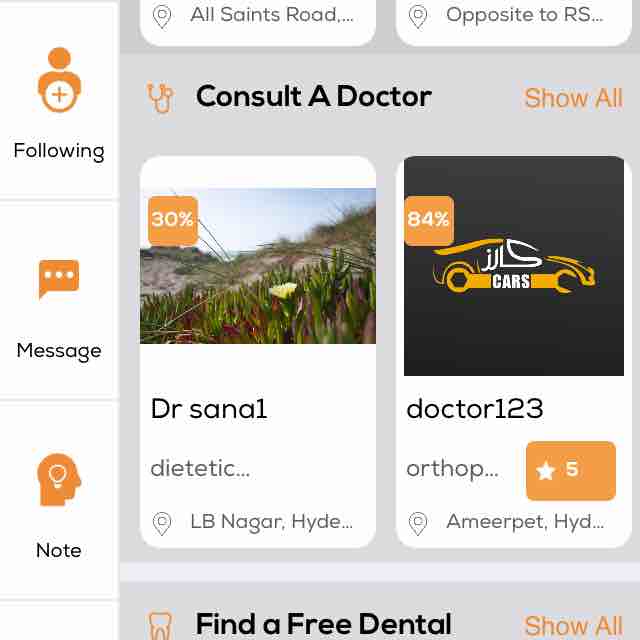 All Saints Road,...
Opposite to RS...
Following
Consult A Doctor
Show All
30%
84%
كارز
CARS
Message
Dr sana1
doctor123
dietetic...
orthop...
5
LB Nagar, Hyde...
Ameerpet, Hyd...
Note
Find a Free Dental
Show All